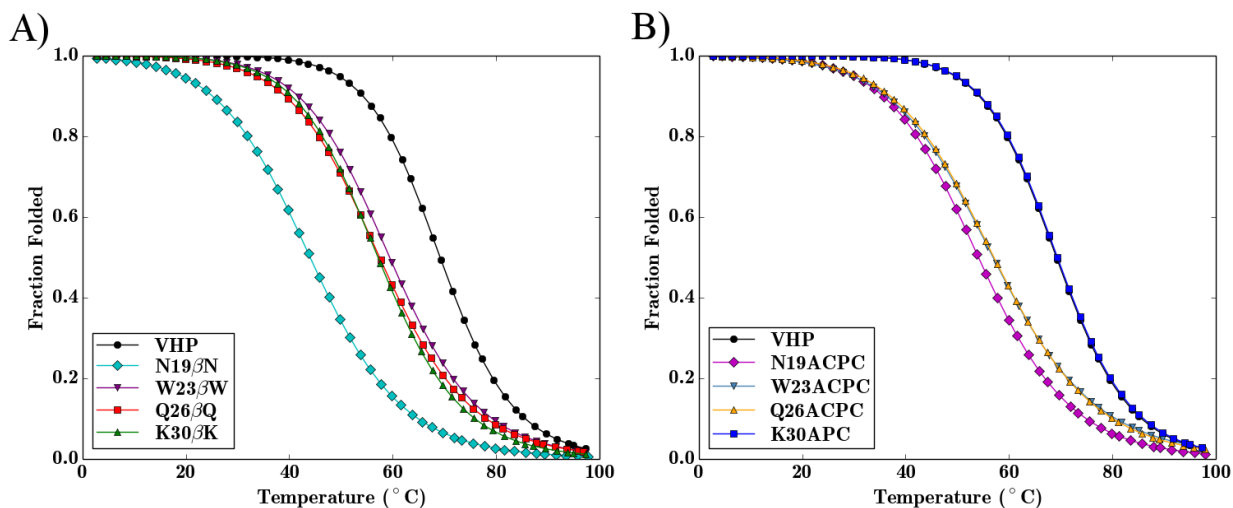 A)
1.0
0.8
0.6
0.4
0.2
0.0
Fraction Folded
VHP
N19βN
W23βW
Q26βQ
K30βK
0 20 40 60 80 100
Temperature (°C)
B)
1.0
0.8
0.6
0.4
0.2
0.0
Fraction Folded
VHP
N19ACPC
W23ACPC
Q26ACPC
K30APC
0 20 40 60 80 100
Temperature (°C)